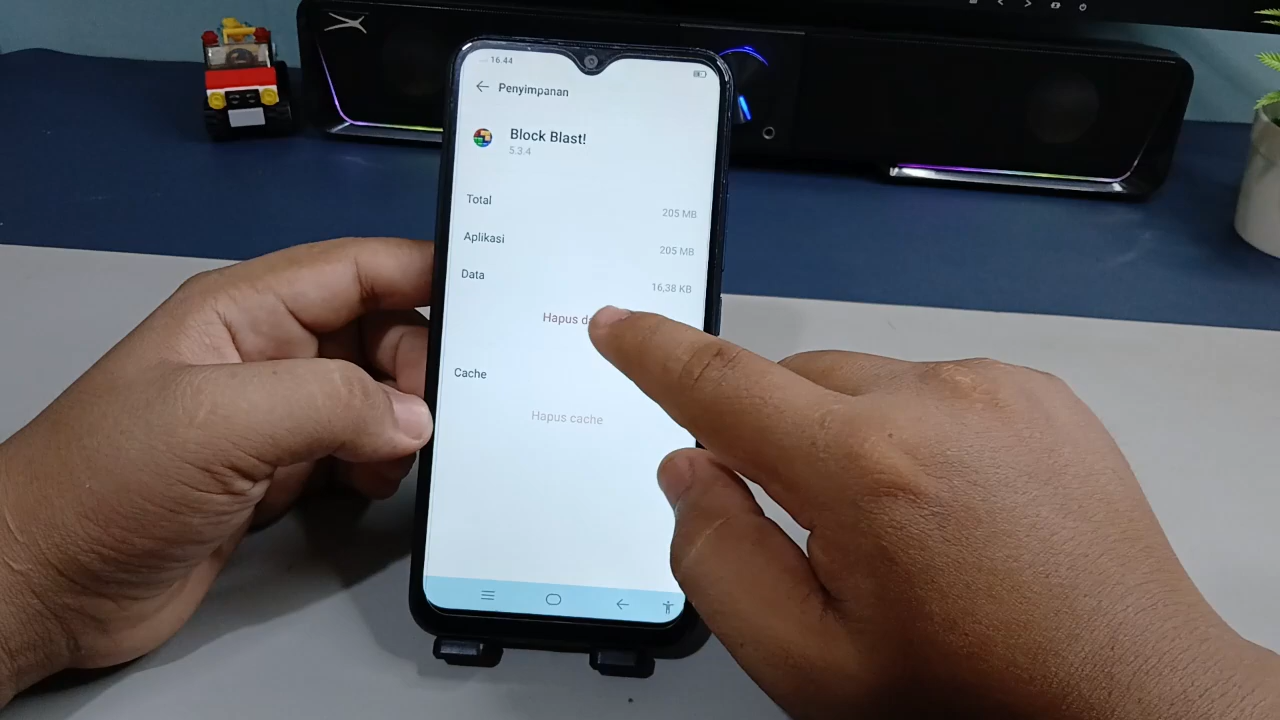 16.44
Penyimpanan
Block Blast!
5.3.4
Total
205 MB
Aplikasi
205 MB
Data
16,38 KB
Hapus
Cache
Hapus cache